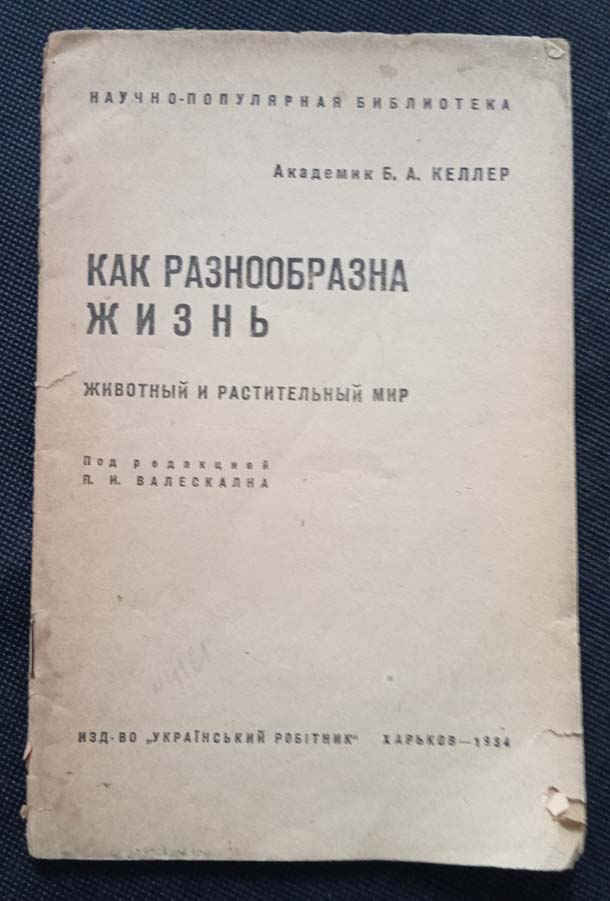 НАУЧНО-ПОПУЛЯРНАЯ БИБЛИОТЕКА
Академик Б. А. КЕЛЛЕР
КАК РАЗНООБРАЗНА
ЖИЗНЬ
ЖИВОТНЫЙ И РАСТИТЕЛЬНЫЙ МИР
Под редакцией
П. И. ВАЛЕСКАЛНА
ИЗД-ВО „УКРАЇНСЬКИЙ РОБІТНИК" ХАРЬКОВ—1934